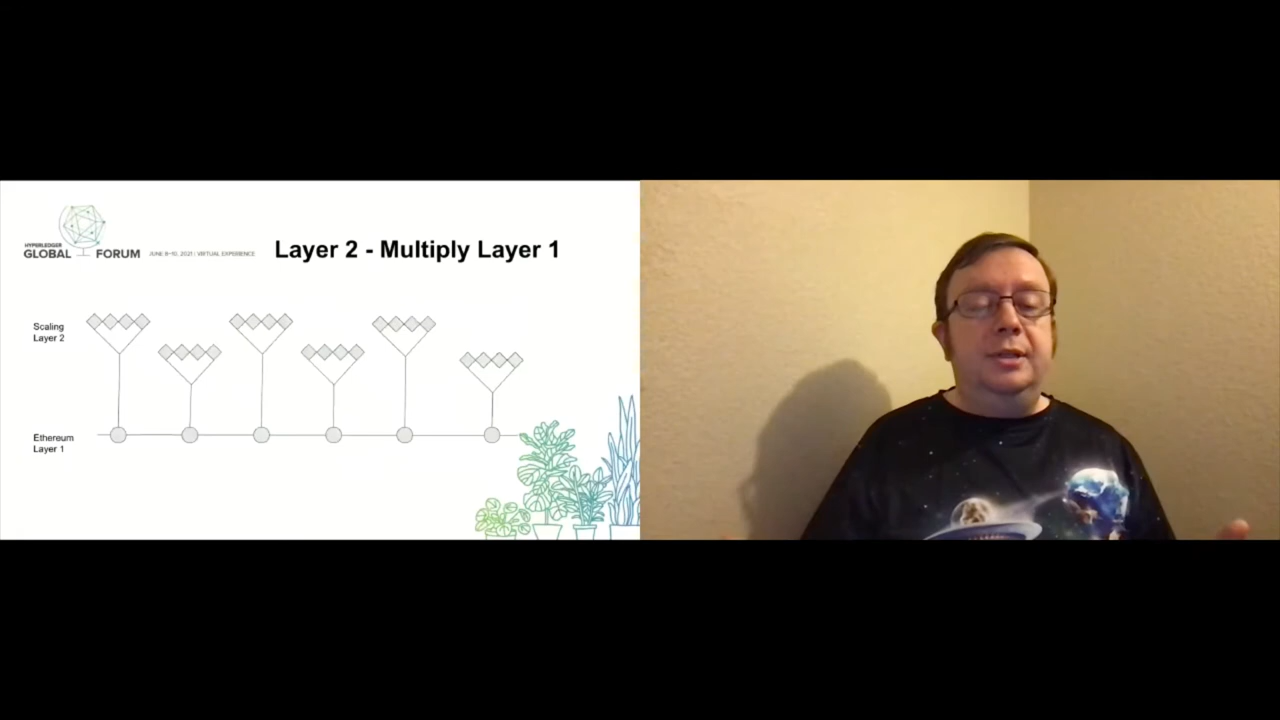 HYPERLEDGER
GLOBAL FORUM
JUNE 8–10, 2021 | VIRTUAL EXPERIENCE
Layer 2 - Multiply Layer 1
Scaling
Layer 2
Ethereum
Layer 1